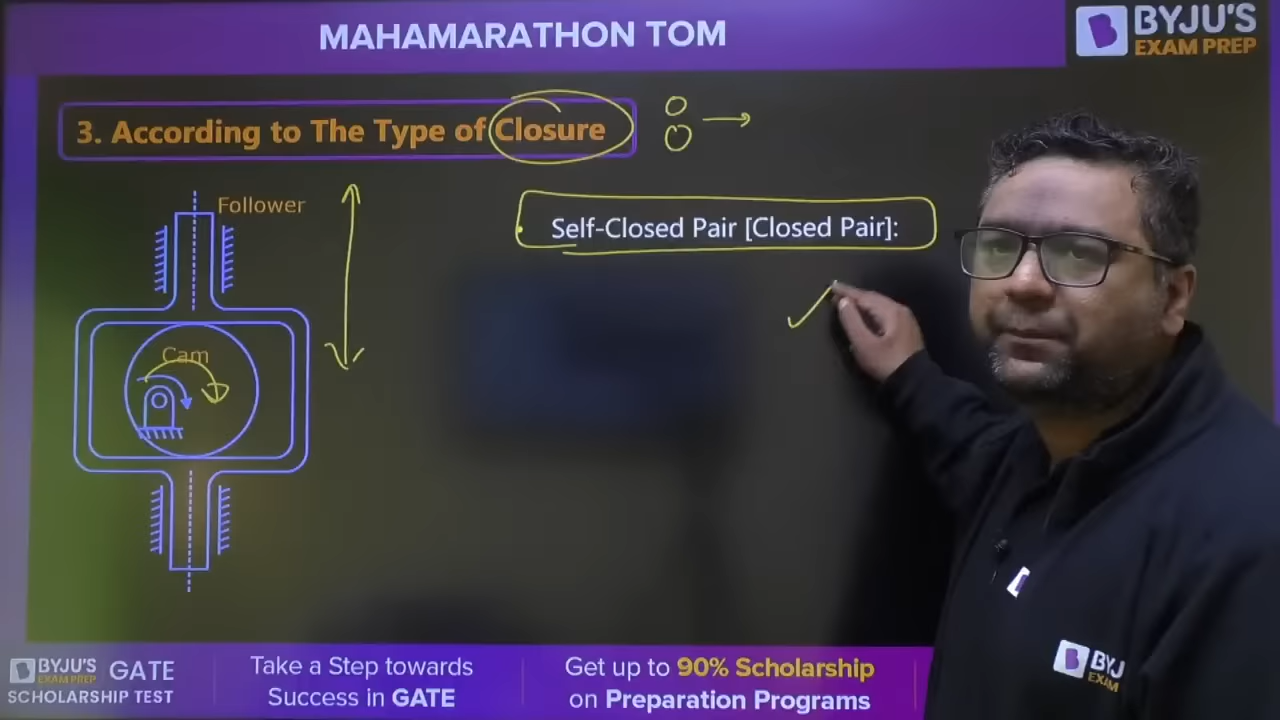 MAHAMARATHON TOM
BYJU'S
EXAM PREP
3. According to The Type of Closure
Follower
Self-Closed Pair [Closed Pair]:
Cam
BYJU'S
EXAM PREP
GATE
SCHOLARSHIP TEST
Take a Step towards
Success in GATE
Get up to 90% Scholarship
on Preparation Programs
BYJ
EXAM